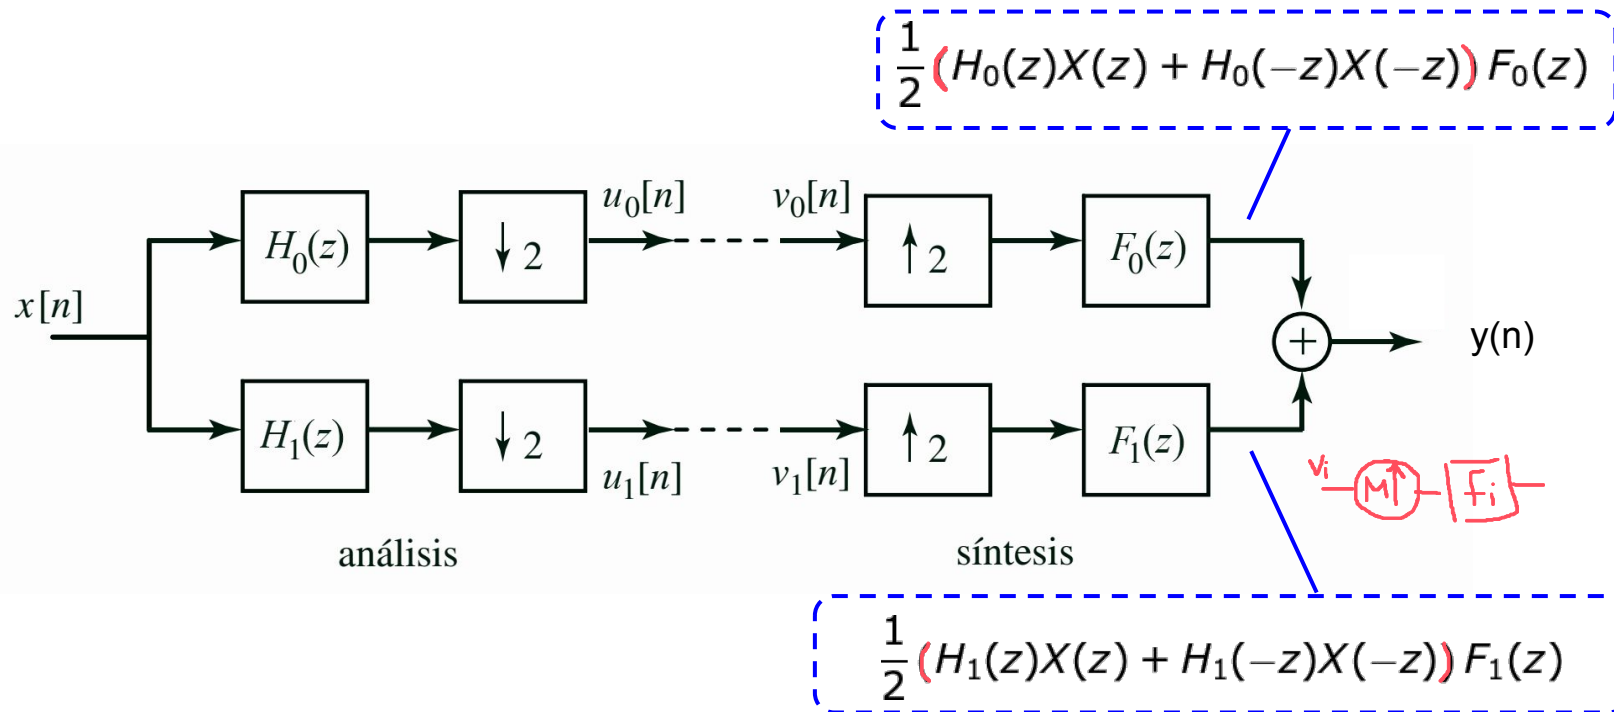 1/2 (H₀(z)X(z) + H₀(−z)X(−z)) F₀(z)
x[n]
H₀(z)
↓ 2
u₀[n]
v₀[n]
↑ 2
F₀(z)
+
y(n)
H₁(z)
↓ 2
u₁[n]
v₁[n]
↑ 2
F₁(z)
vᵢ M↑ Fᵢ
análisis
síntesis
1/2 (H₁(z)X(z) + H₁(−z)X(−z)) F₁(z)